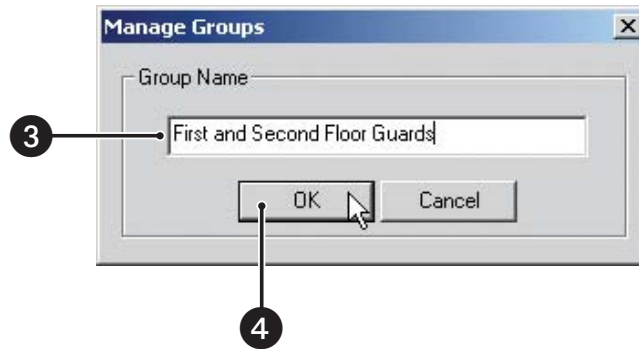 Manage Groups
Group Name
3
First and Second Floor Guards
OK
Cancel
4